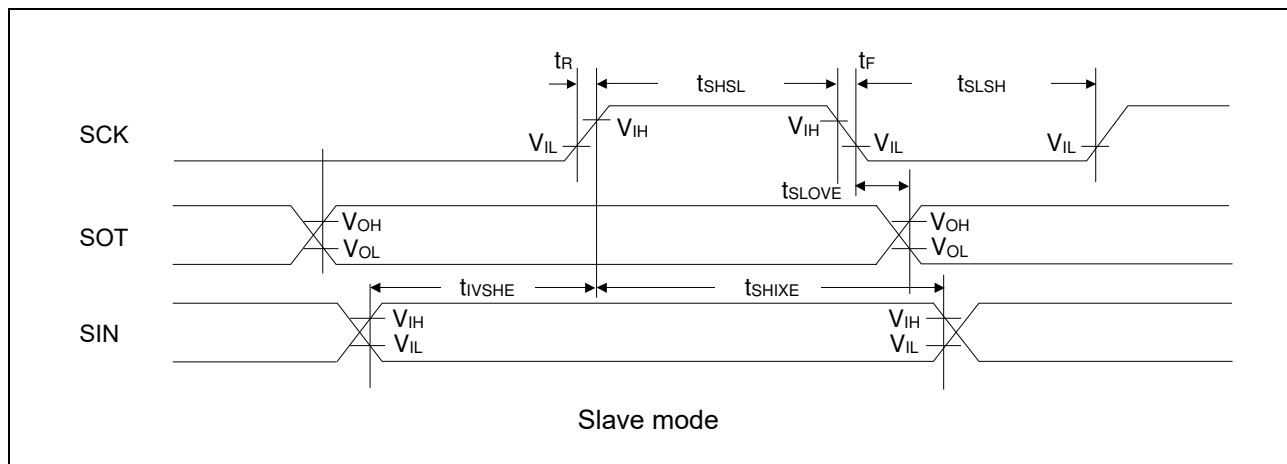 tR tF
tSHSL tSLSH
SCK VIH VIH
VIL VIL VIL
tSLOVE
VOH VOH
SOT
VOL VOL
tIVSHE tSHIXE
VIH VIH
SIN
VIL VIL
Slave mode